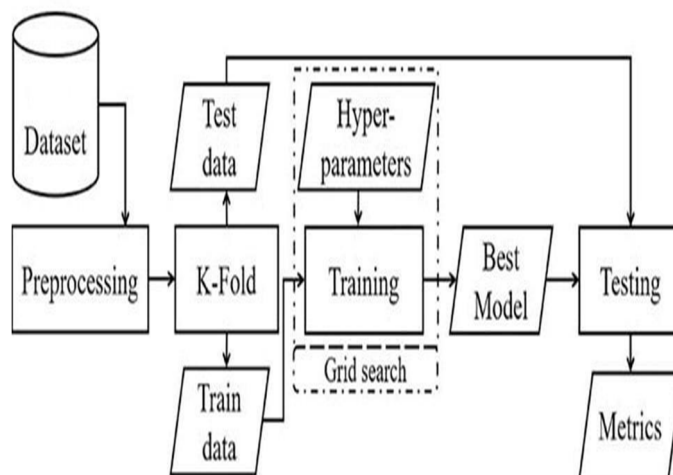 Dataset
Test
data
Hyper-
parameters
Preprocessing
K-Fold
Training
Best
Model
Testing
Grid search
Train
data
Metrics